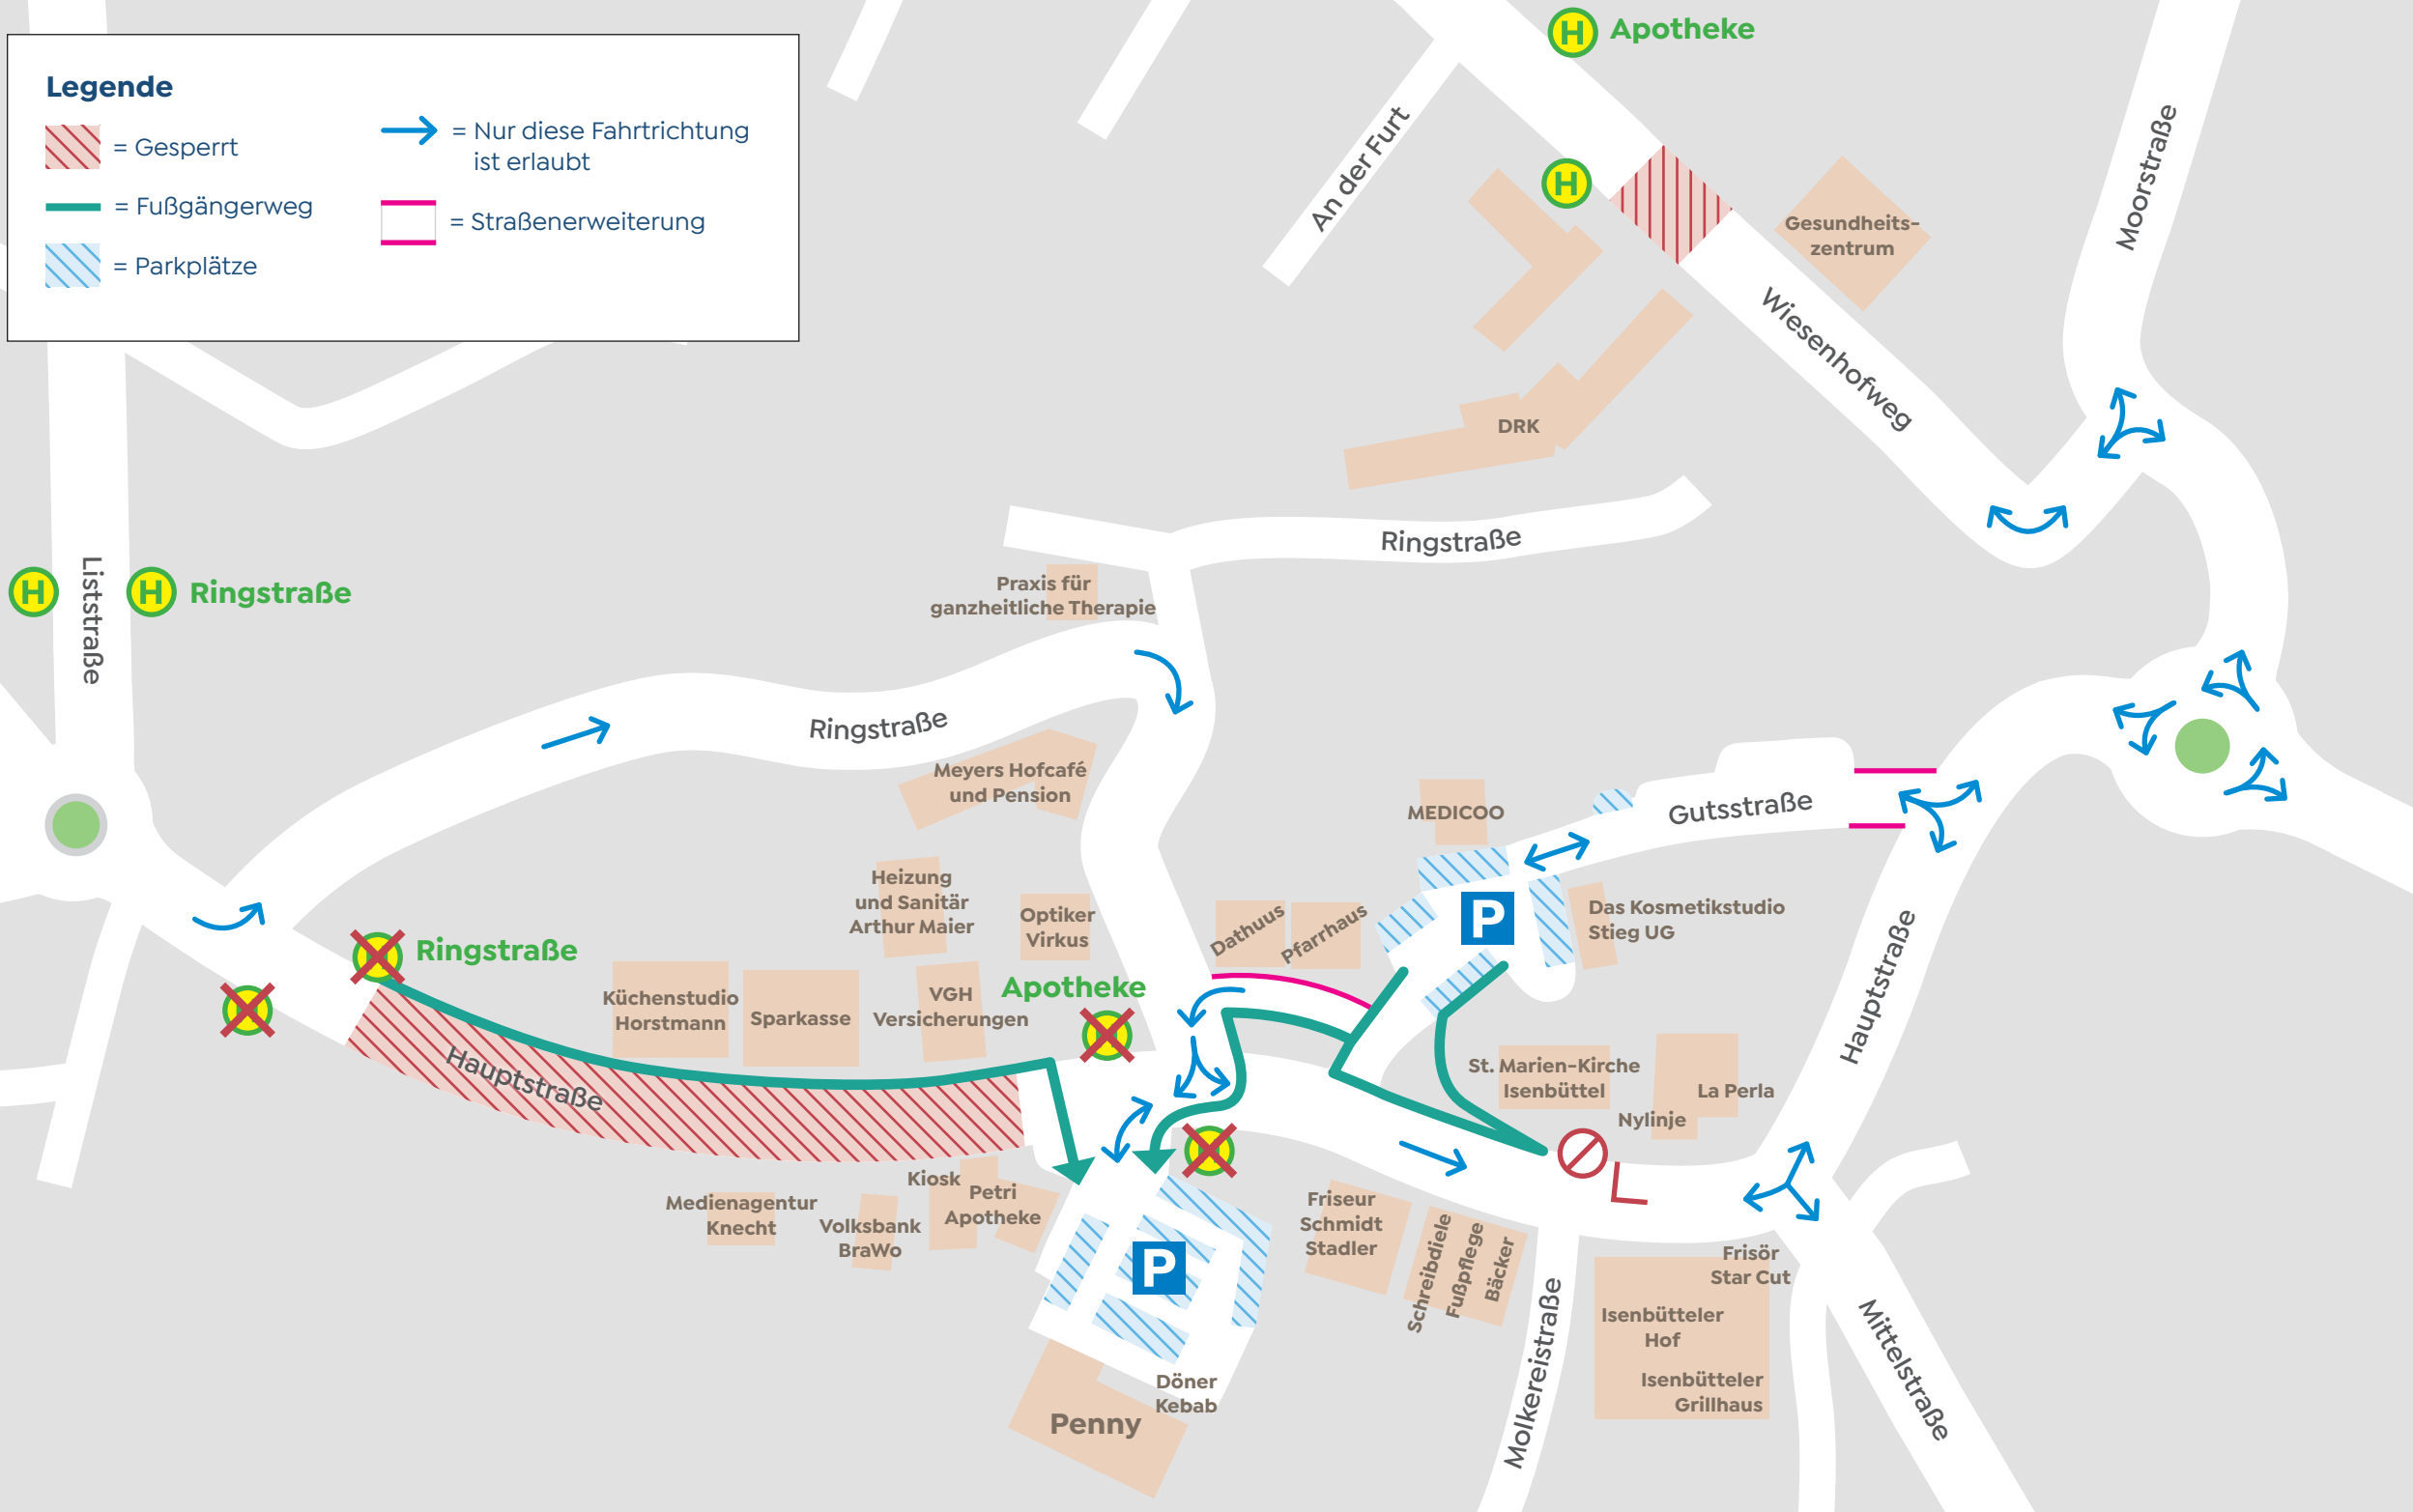 Legende
= Gesperrt
= Fußgängerweg
= Parkplätze
= Nur diese Fahrtrichtung
ist erlaubt
= Straßenerweiterung
H
Apotheke
H
An der Furt
Gesundheits-
zentrum
Moorstraße
Wiesenhofweg
DRK
Ringstraße
H
H
Ringstraße
Liststraße
Praxis für
ganzheitliche Therapie
Ringstraße
Meyers Hofcafé
und Pension
MEDICOO
Gutsstraße
Heizung
und Sanitär
Arthur Maier
Optiker
Virkus
Dathuus
Pfarrhaus
P
Das Kosmetikstudio
Stieg UG
Hauptstraße
Ringstraße
Küchenstudio
Horstmann
Sparkasse
VGH
Versicherungen
Apotheke
Hauptstraße
St. Marien-Kirche
Isenbüttel
La Perla
Nylinje
Medienagentur
Knecht
Volksbank
BraWo
Kiosk
Petri
Apotheke
P
Friseur
Schmidt
Stadler
Schreibdiele
Fußpflege
Bäcker
Molkereistraße
Frisör
Star Cut
Isenbütteler
Hof
Isenbütteler
Grillhaus
Mittelstraße
Döner
Kebab
Penny